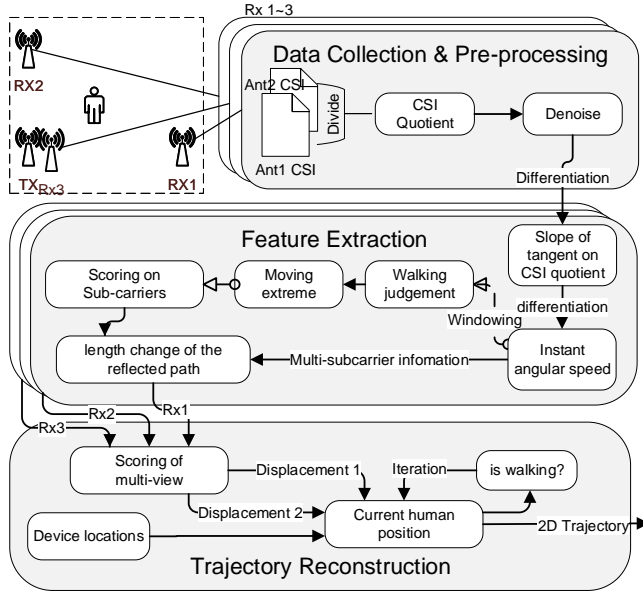 Rx 1~3
Data Collection & Pre-processing
RX2
TX
Rx3
RX1
Ant2 CSI
Ant1 CSI
Divide
CSI
Quotient
Denoise
Differentiation
Feature Extraction
Slope of
tangent on
CSI quotient
Scoring on
Sub-carriers
Moving
extreme
Walking
judgement
Windowing
differentiation
length change of the
reflected path
Multi-subcarrier infomation
Instant
angular speed
Rx3
Rx2
Rx1
Scoring of
multi-view
Displacement 1
Iteration
is walking?
Displacement 2
Device locations
Current human
position
2D Trajectory
Trajectory Reconstruction